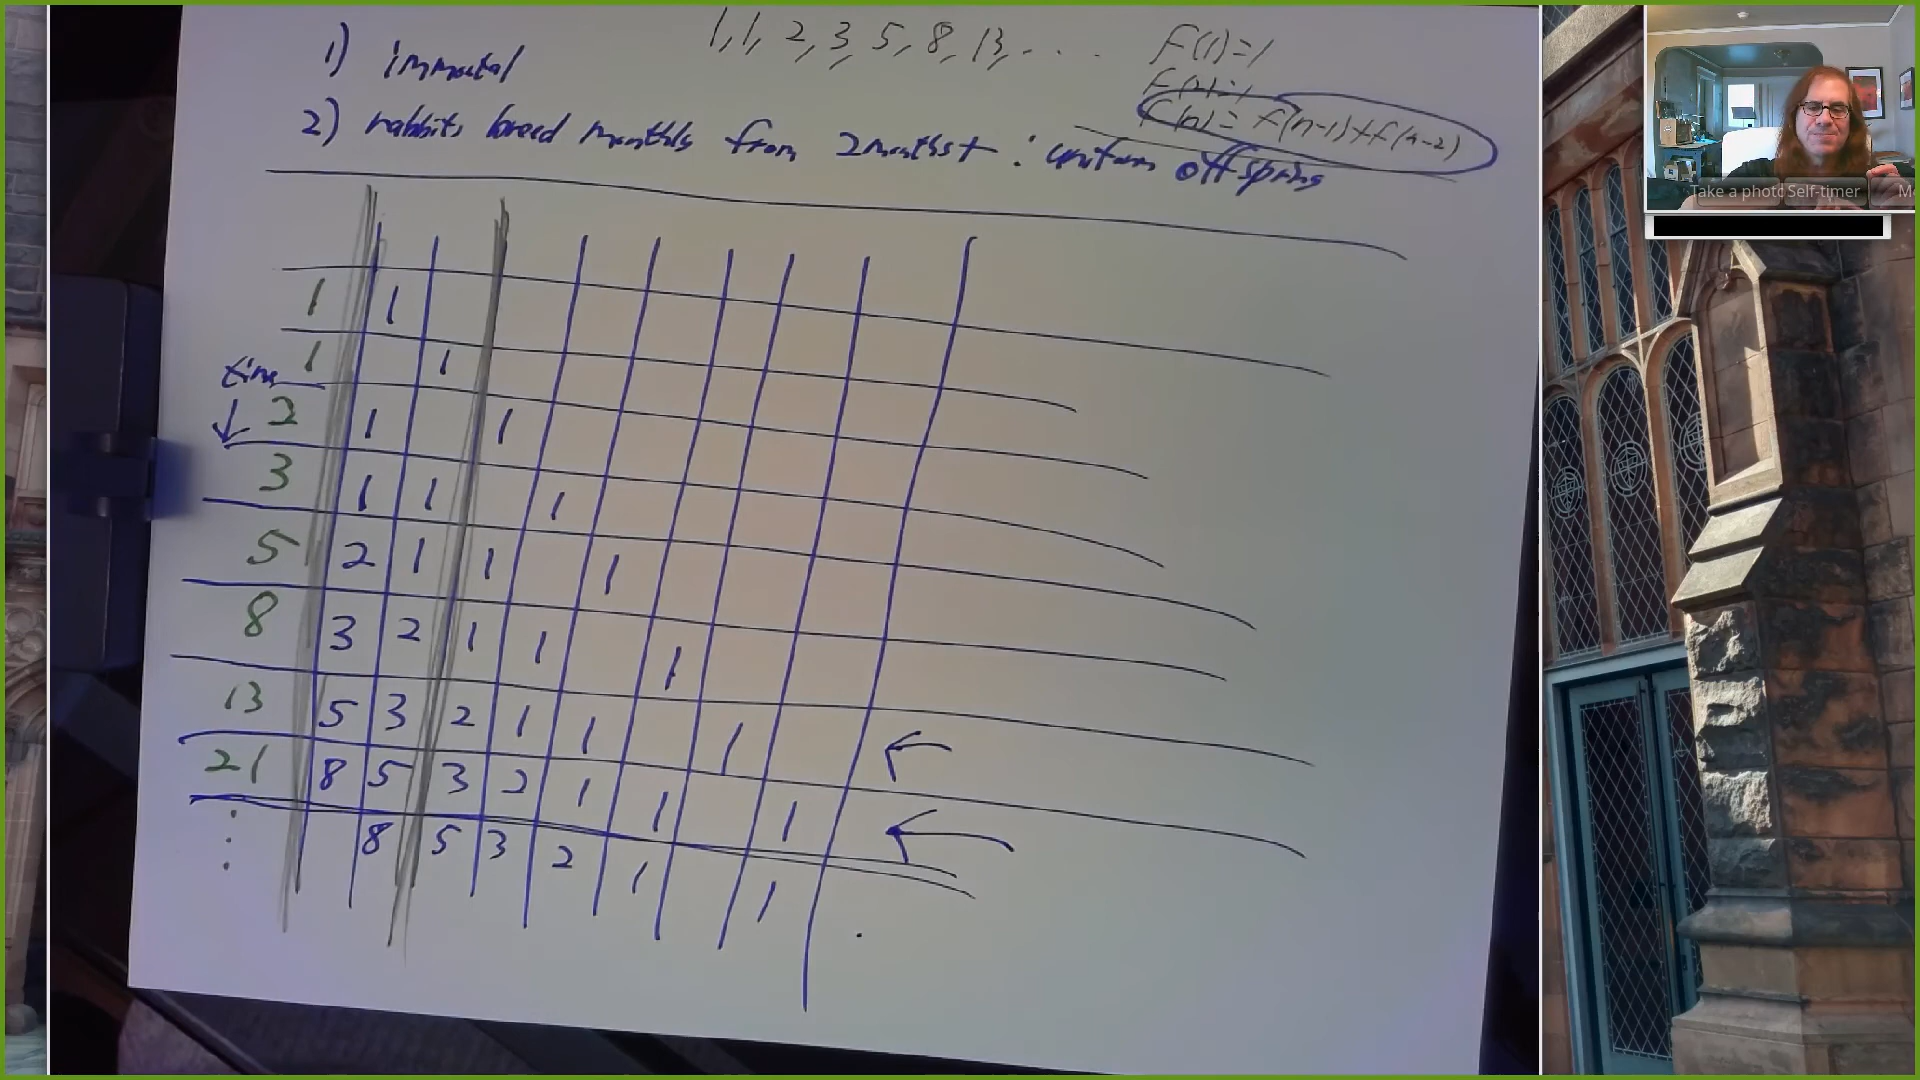 1,1,2,3,5,8,13,....
F(1)=1
1) immortal
F(2)=1
F(n)=F(n-1)+F(n-2)
2) rabbits breed monthly from 2months+ : uniform offspring
1 1
1 1
time
2 1 1
3 1 1 1
5 2 1 1 1
8 3 2 1 1 1
13 5 3 2 1 1 1
21 8 5 3 2 1 1 1
8 5 3 2 1 1
Take a photo Self-timer